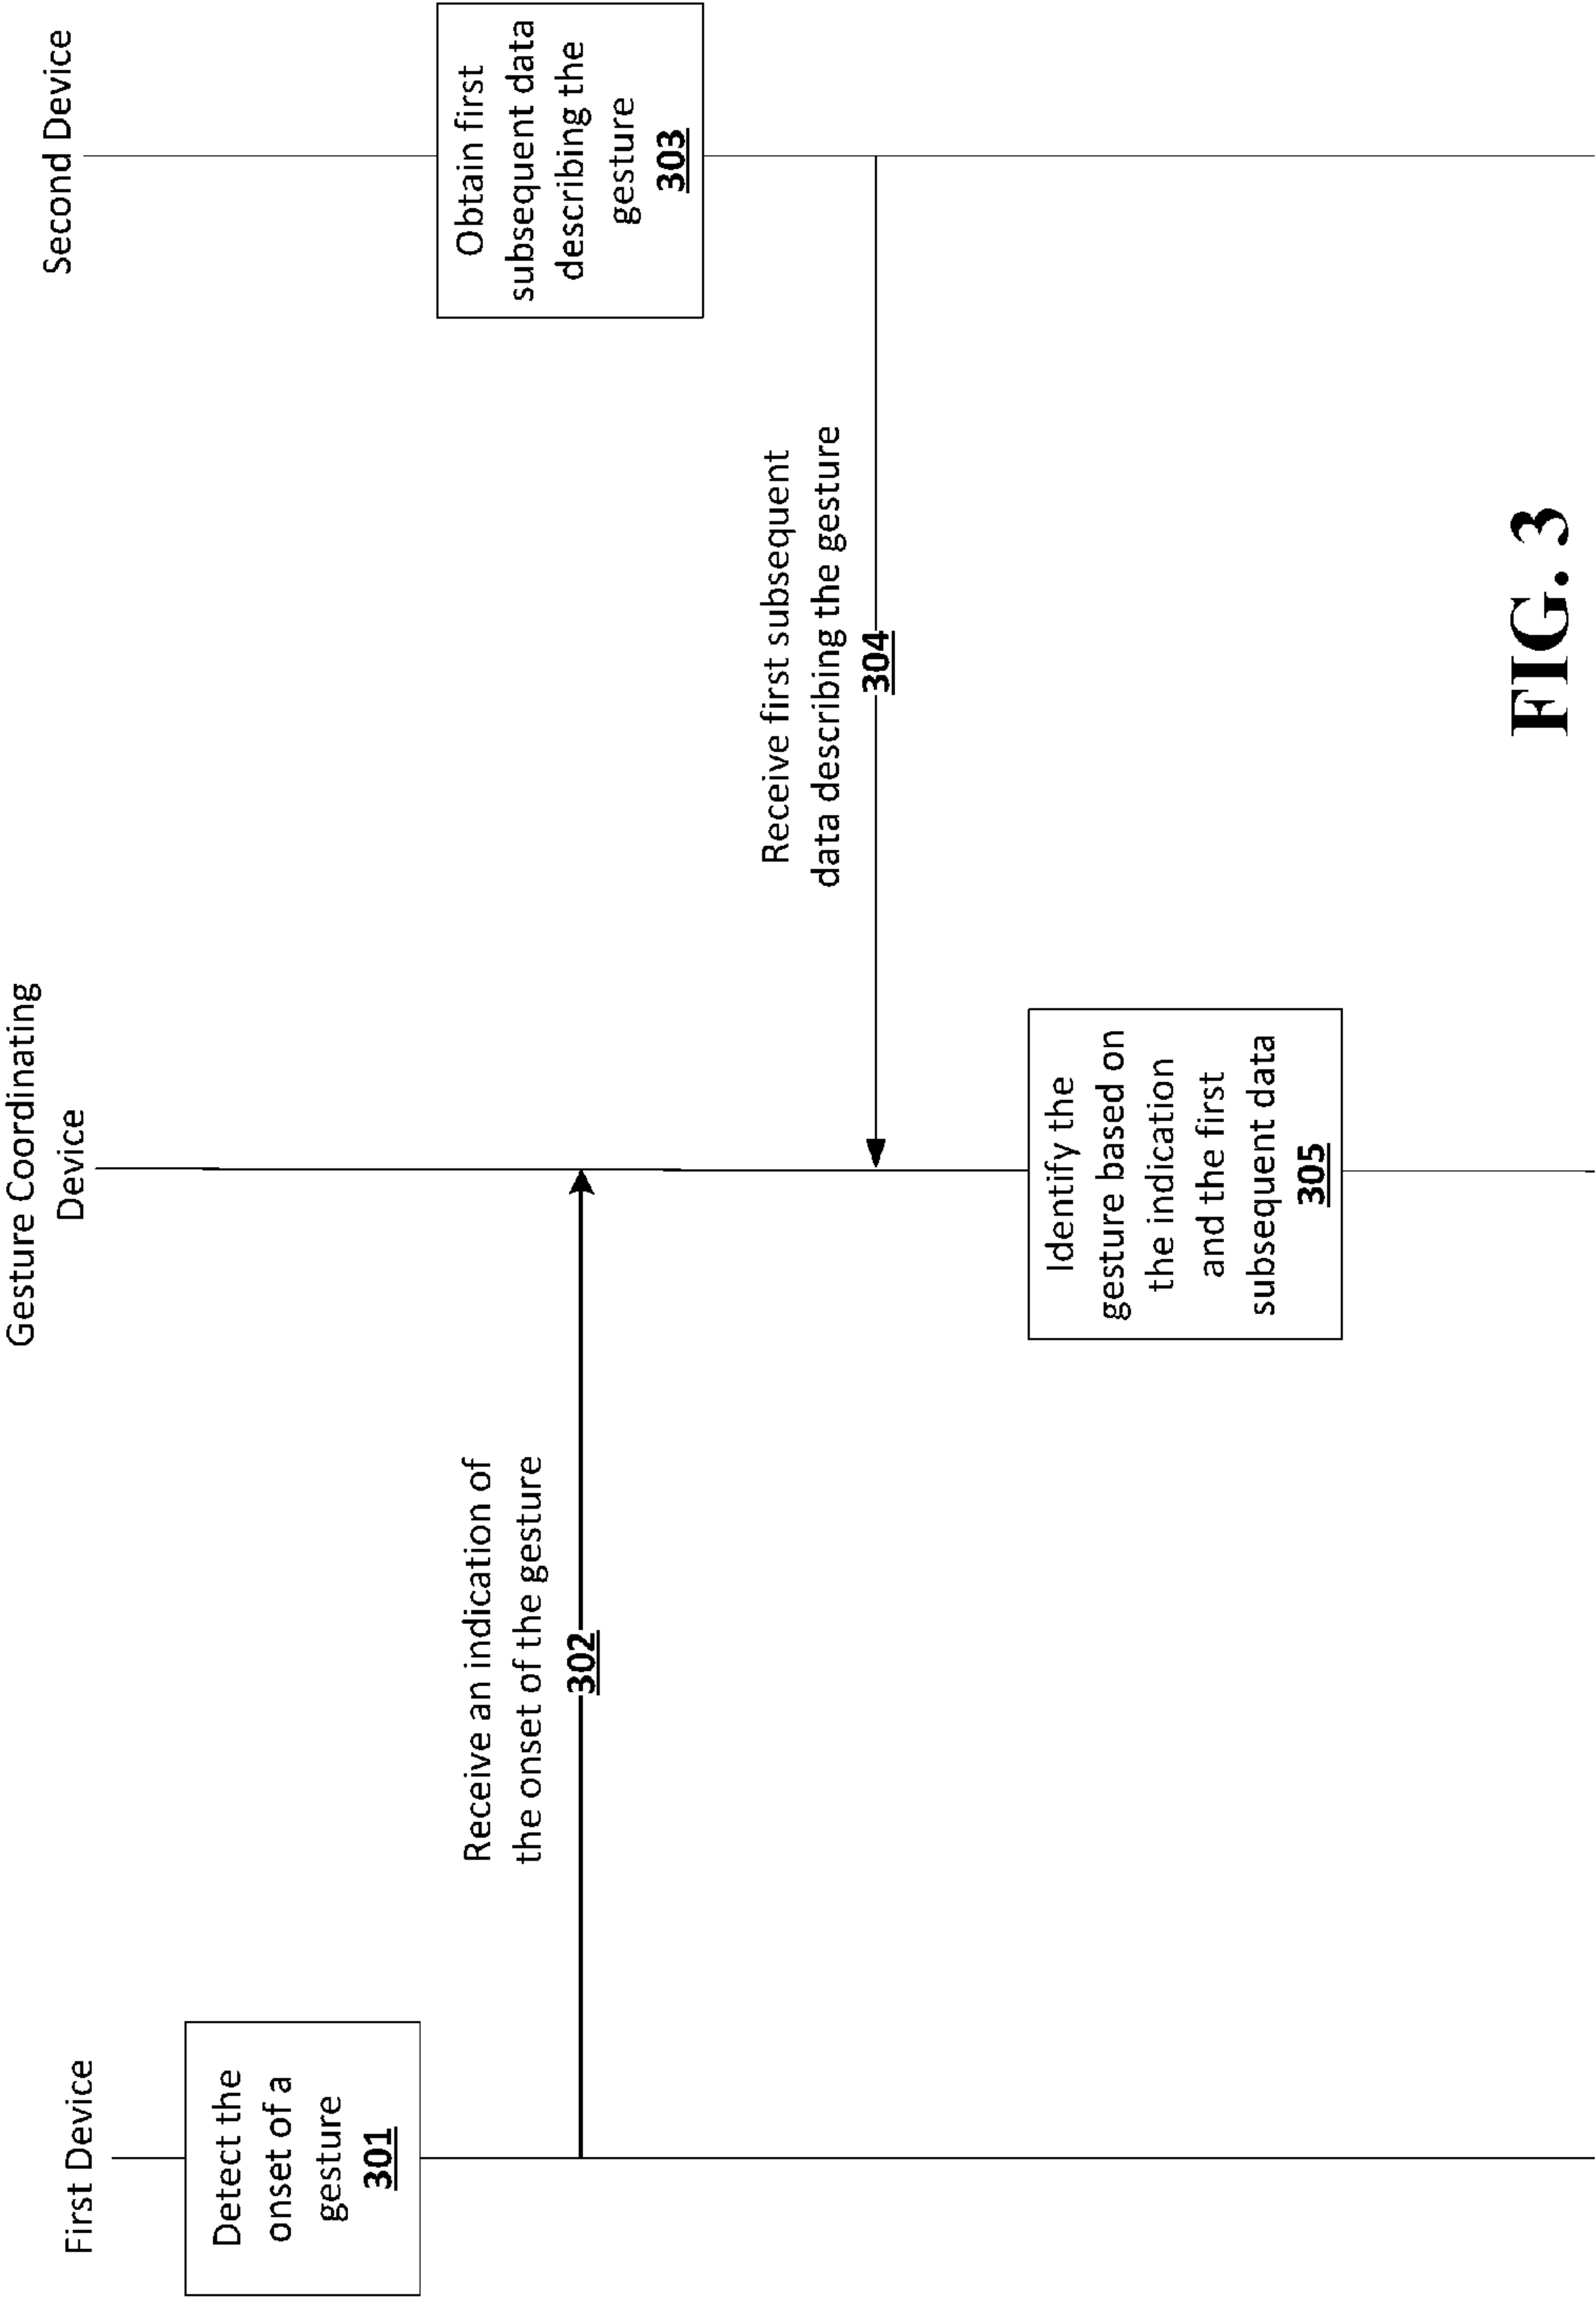 First Device
Gesture Coordinating
Device
Second Device
Detect the
onset of a
gesture
301
Receive an indication of
the onset of the gesture
302
Obtain first
subsequent data
describing the
gesture
303
Receive first subsequent
data describing the gesture
304
Identify the
gesture based on
the indication
and the first
subsequent data
305
FIG. 3